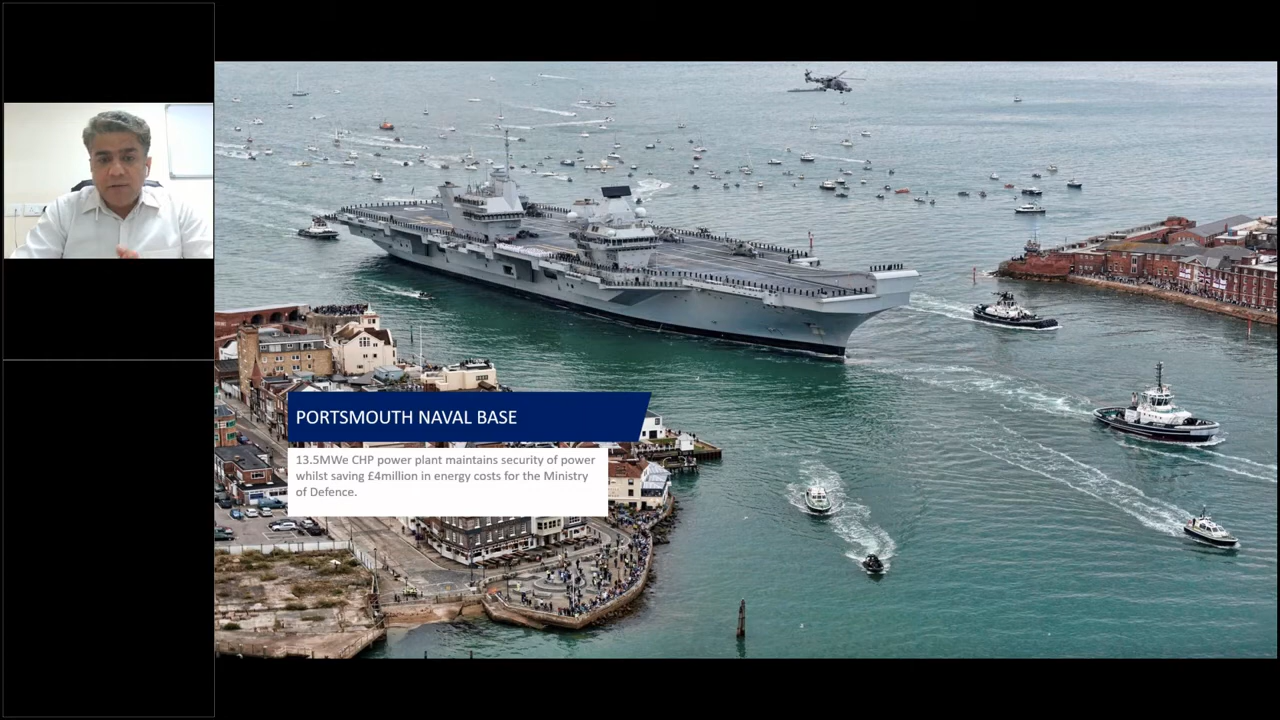 PORTSMOUTH NAVAL BASE
13.5MWe CHP power plant maintains security of power
whilst saving £4million in energy costs for the Ministry
of Defence.